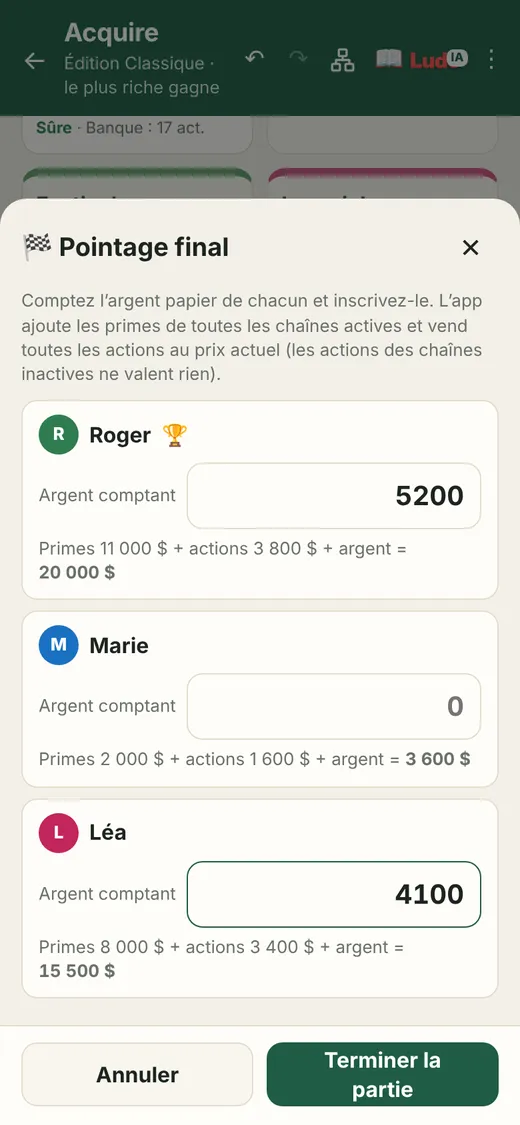 Acquire
Édition Classique ·
le plus riche gagne
IA
Sûre · Banque : 17 act.
Pointage final
Comptez l’argent papier de chacun et inscrivez-le. L’app
ajoute les primes de toutes les chaînes actives et vend
toutes les actions au prix actuel (les actions des chaînes
inactives ne valent rien).
R Roger
Argent comptant 5200
Primes 11 000 $ + actions 3 800 $ + argent =
20 000 $
M Marie
Argent comptant 0
Primes 2 000 $ + actions 1 600 $ + argent = 3 600 $
L Léa
Argent comptant 4100
Primes 8 000 $ + actions 3 400 $ + argent =
15 500 $
Annuler
Terminer la
partie